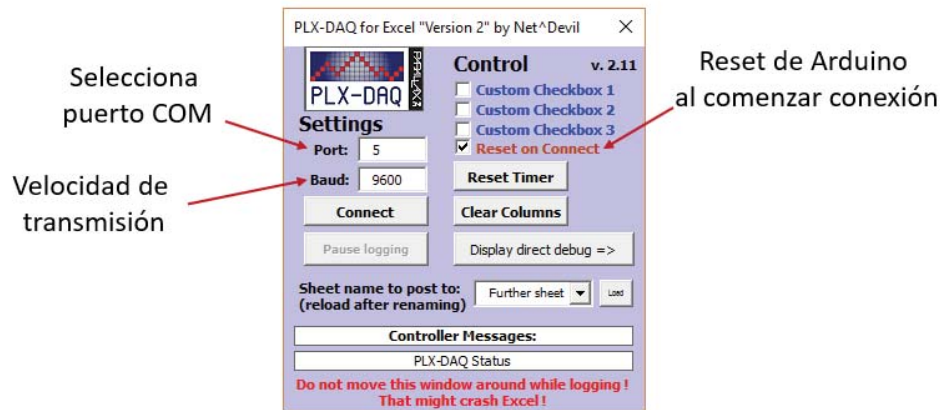 PLX-DAQ for Excel "Version 2" by Net^Devil
Selecciona
puerto COM
Velocidad de
transmisión
PLX-DAQ
PARALLAX
Settings
Port: 5
Baud: 9600
Connect
Pause logging
Control v. 2.11
Custom Checkbox 1
Custom Checkbox 2
Custom Checkbox 3
Reset on Connect
Reset Timer
Clear Columns
Display direct debug =>
Reset de Arduino
al comenzar conexión
Sheet name to post to:
(reload after renaming)
Further sheet
Load
Controller Messages:
PLX-DAQ Status
Do not move this window around while logging !
That might crash Excel !